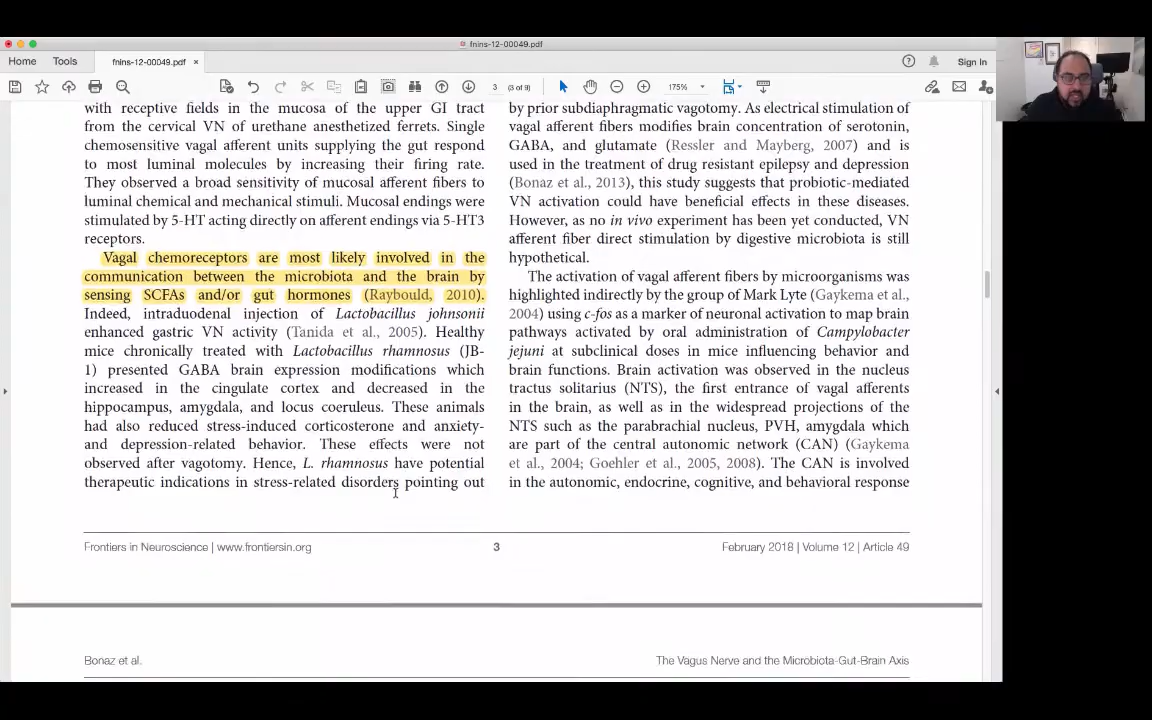 fnins-12-00049.pdf
Home
Tools
fnins-12-00049.pdf ×
Sign In
3
(3 of 9)
175%
with receptive fields in the mucosa of the upper GI tract
from the cervical VN of urethane anesthetized ferrets. Single
chemosensitive vagal afferent units supplying the gut respond
to most luminal molecules by increasing their firing rate.
They observed a broad sensitivity of mucosal afferent fibers to
luminal chemical and mechanical stimuli. Mucosal endings were
stimulated by 5-HT acting directly on afferent endings via 5-HT3
receptors.
Vagal chemoreceptors are most likely involved in the
communication between the microbiota and the brain by
sensing SCFAs and/or gut hormones (Raybould, 2010).
Indeed, intraduodenal injection of Lactobacillus johnsonii
enhanced gastric VN activity (Tanida et al., 2005). Healthy
mice chronically treated with Lactobacillus rhamnosus (JB-
1) presented GABA brain expression modifications which
increased in the cingulate cortex and decreased in the
hippocampus, amygdala, and locus coeruleus. These animals
had also reduced stress-induced corticosterone and anxiety-
and depression-related behavior. These effects were not
observed after vagotomy. Hence, L. rhamnosus have potential
therapeutic indications in stress-related disorders pointing out
by prior subdiaphragmatic vagotomy. As electrical stimulation of
vagal afferent fibers modifies brain concentration of serotonin,
GABA, and glutamate (Ressler and Mayberg, 2007) and is
used in the treatment of drug resistant epilepsy and depression
(Bonaz et al., 2013), this study suggests that probiotic-mediated
VN activation could have beneficial effects in these diseases.
However, as no in vivo experiment has been yet conducted, VN
afferent fiber direct stimulation by digestive microbiota is still
hypothetical.
The activation of vagal afferent fibers by microorganisms was
highlighted indirectly by the group of Mark Lyte (Gaykema et al.,
2004) using c-fos as a marker of neuronal activation to map brain
pathways activated by oral administration of Campylobacter
jejuni at subclinical doses in mice influencing behavior and
brain functions. Brain activation was observed in the nucleus
tractus solitarius (NTS), the first entrance of vagal afferents
in the brain, as well as in the widespread projections of the
NTS such as the parabrachial nucleus, PVH, amygdala which
are part of the central autonomic network (CAN) (Gaykema
et al., 2004; Goehler et al., 2005, 2008). The CAN is involved
in the autonomic, endocrine, cognitive, and behavioral response
Frontiers in Neuroscience | www.frontiersin.org
3
February 2018 | Volume 12 | Article 49
Bonaz et al.
The Vagus Nerve and the Microbiota-Gut-Brain Axis